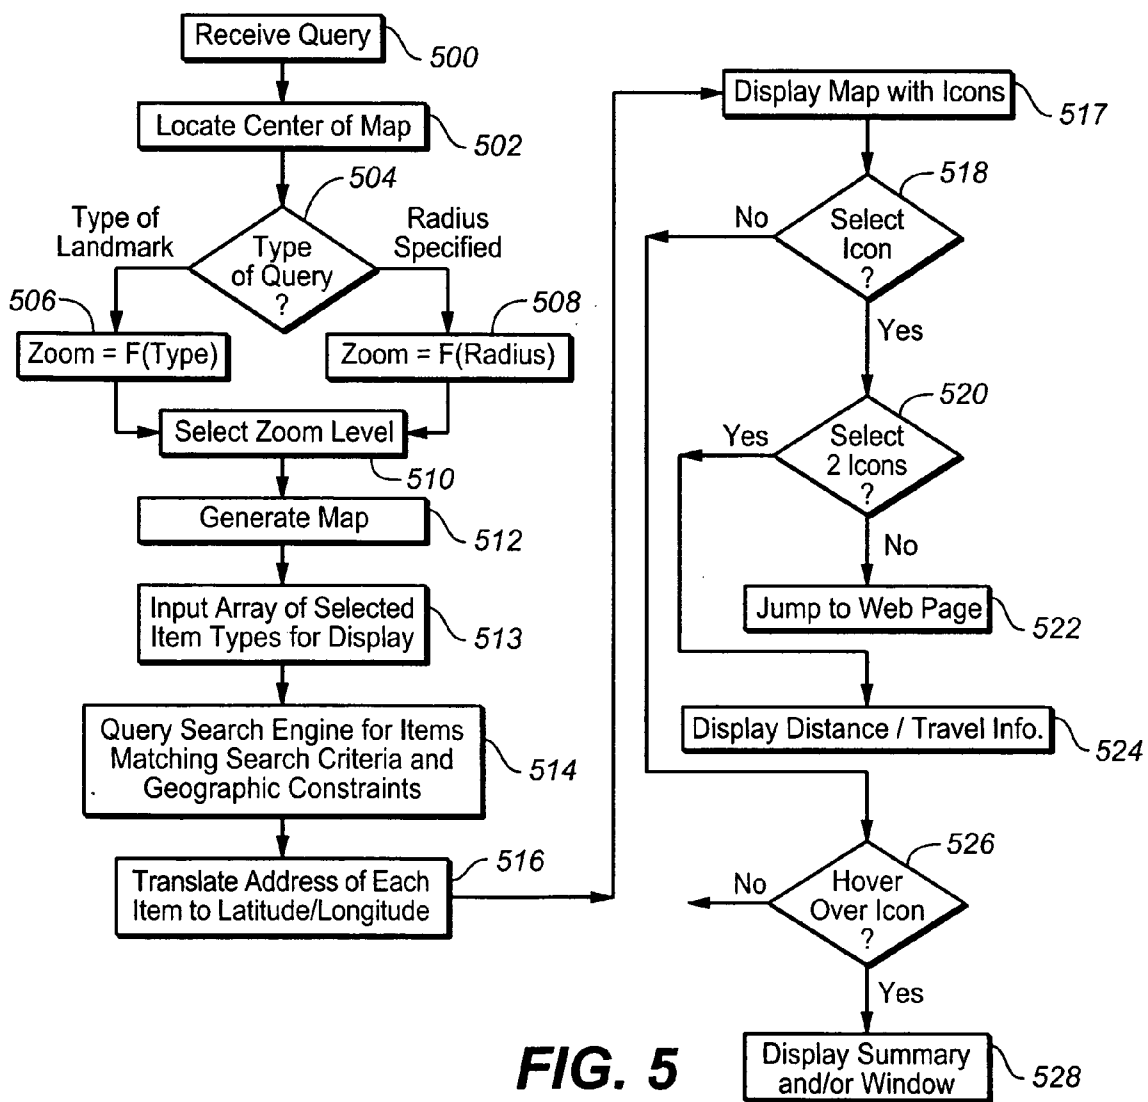 Receive Query
500
Locate Center of Map
502
504
Type of
Landmark
Radius
Specified
Type
of Query
?
506
508
Zoom = F(Type)
Zoom = F(Radius)
Select Zoom Level
510
Generate Map
512
Input Array of Selected
Item Types for Display
513
Query Search Engine for Items
Matching Search Criteria and
Geographic Constraints
514
516
Translate Address of Each
Item to Latitude/Longitude
Display Map with Icons
517
518
No
Select
Icon
?
Yes
520
Yes
Select
2 Icons
?
No
Jump to Web Page
522
Display Distance / Travel Info.
524
526
No
Hover
Over Icon
?
Yes
Display Summary
and/or Window
528
FIG. 5